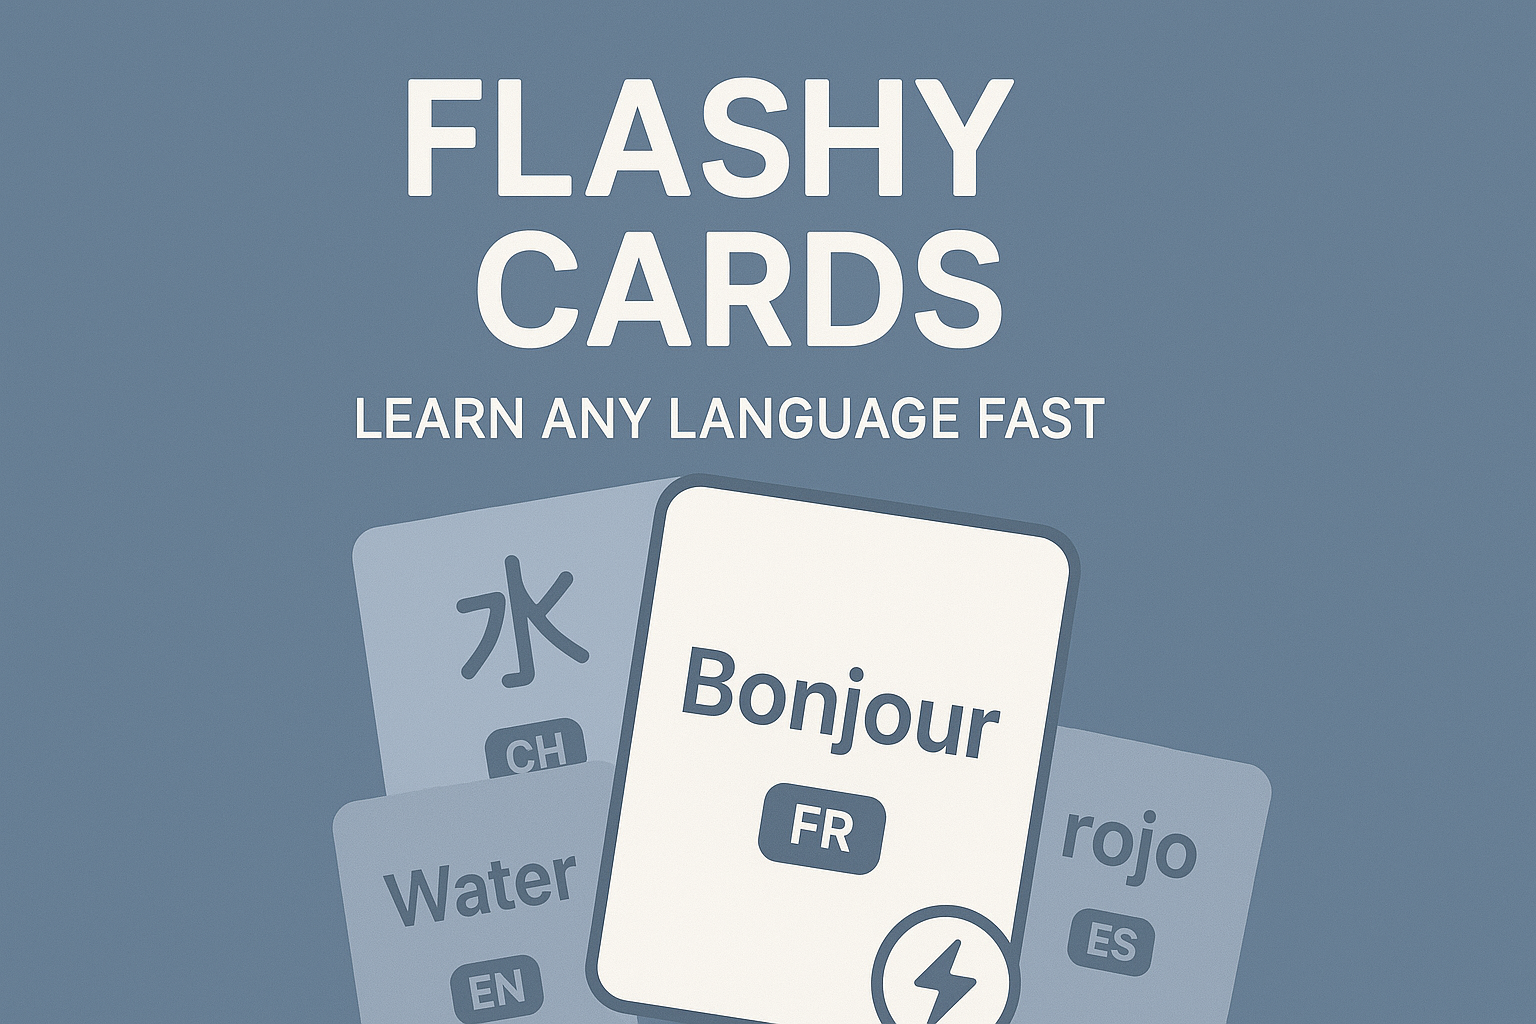 FLASHY
CARDS
LEARN ANY LANGUAGE FAST
水
CH
Bonjour
FR
Water
EN
rojo
ES